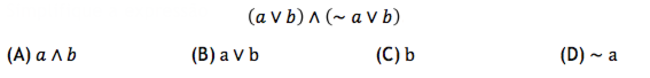 (a ∨ b) ∧ (~ a ∨ b)
(A) a ∧ b (B) a ∨ b (C) b (D) ~ a